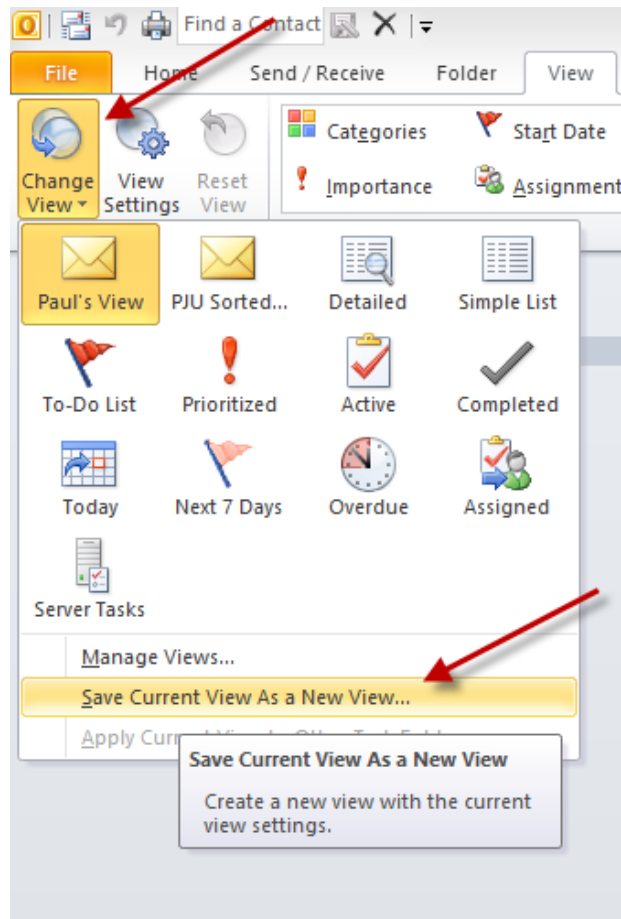 Find a Contact
File Home Send / Receive Folder View
Change View
View Settings
Reset View
Categories Start Date
Importance Assignment
Paul's View PJU Sorted... Detailed Simple List
To-Do List Prioritized Active Completed
Today Next 7 Days Overdue Assigned
Server Tasks
Manage Views...
Save Current View As a New View...
Apply
Save Current View As a New View
Create a new view with the current
view settings.